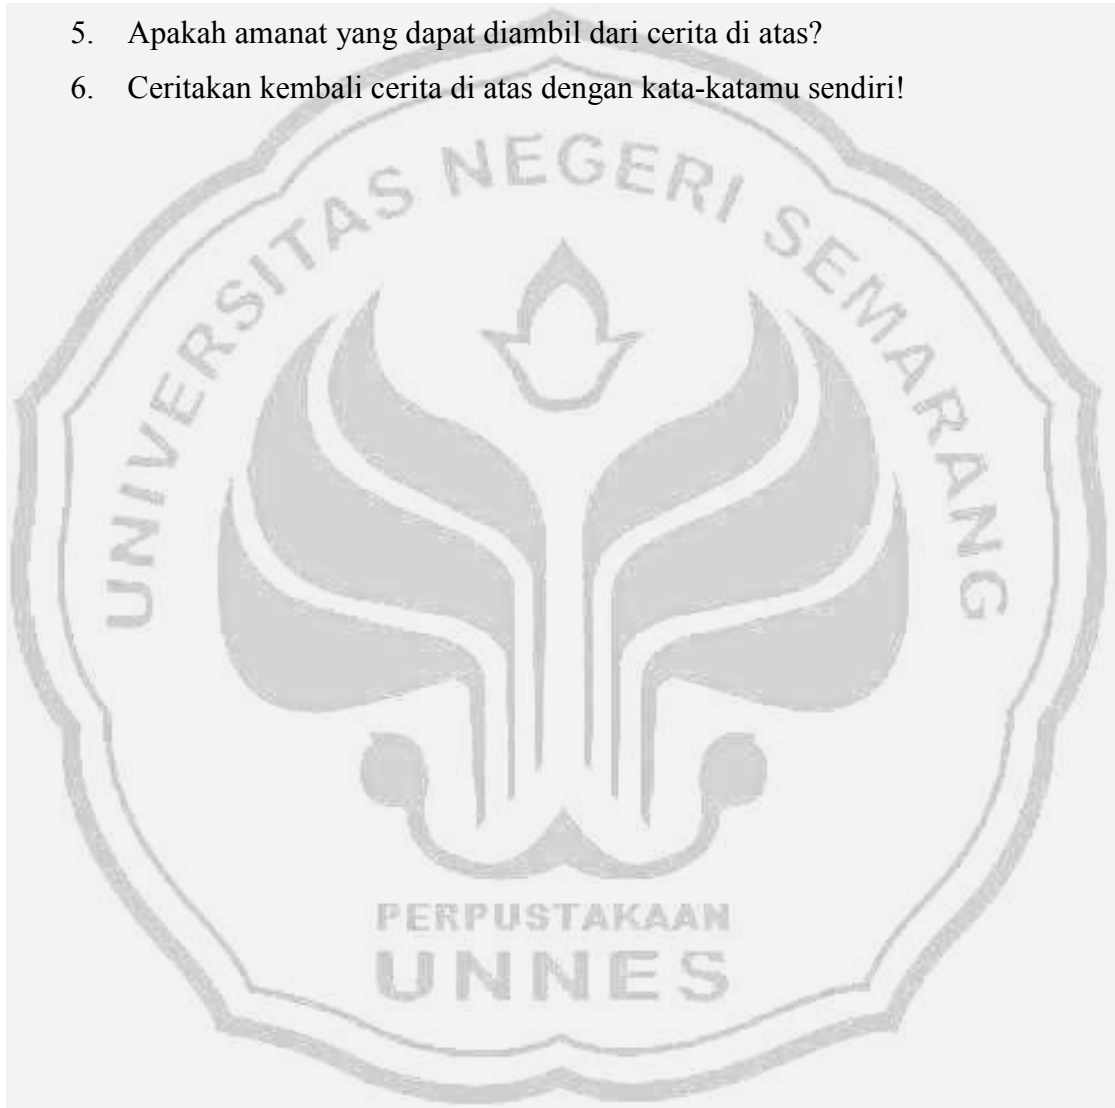 5. Apakah amanat yang dapat diambil dari cerita di atas?
6. Ceritakan kembali cerita di atas dengan kata-katamu sendiri!
UNIVERSITAS NEGERI SEMARANG
PERPUSTAKAAN
UNNES